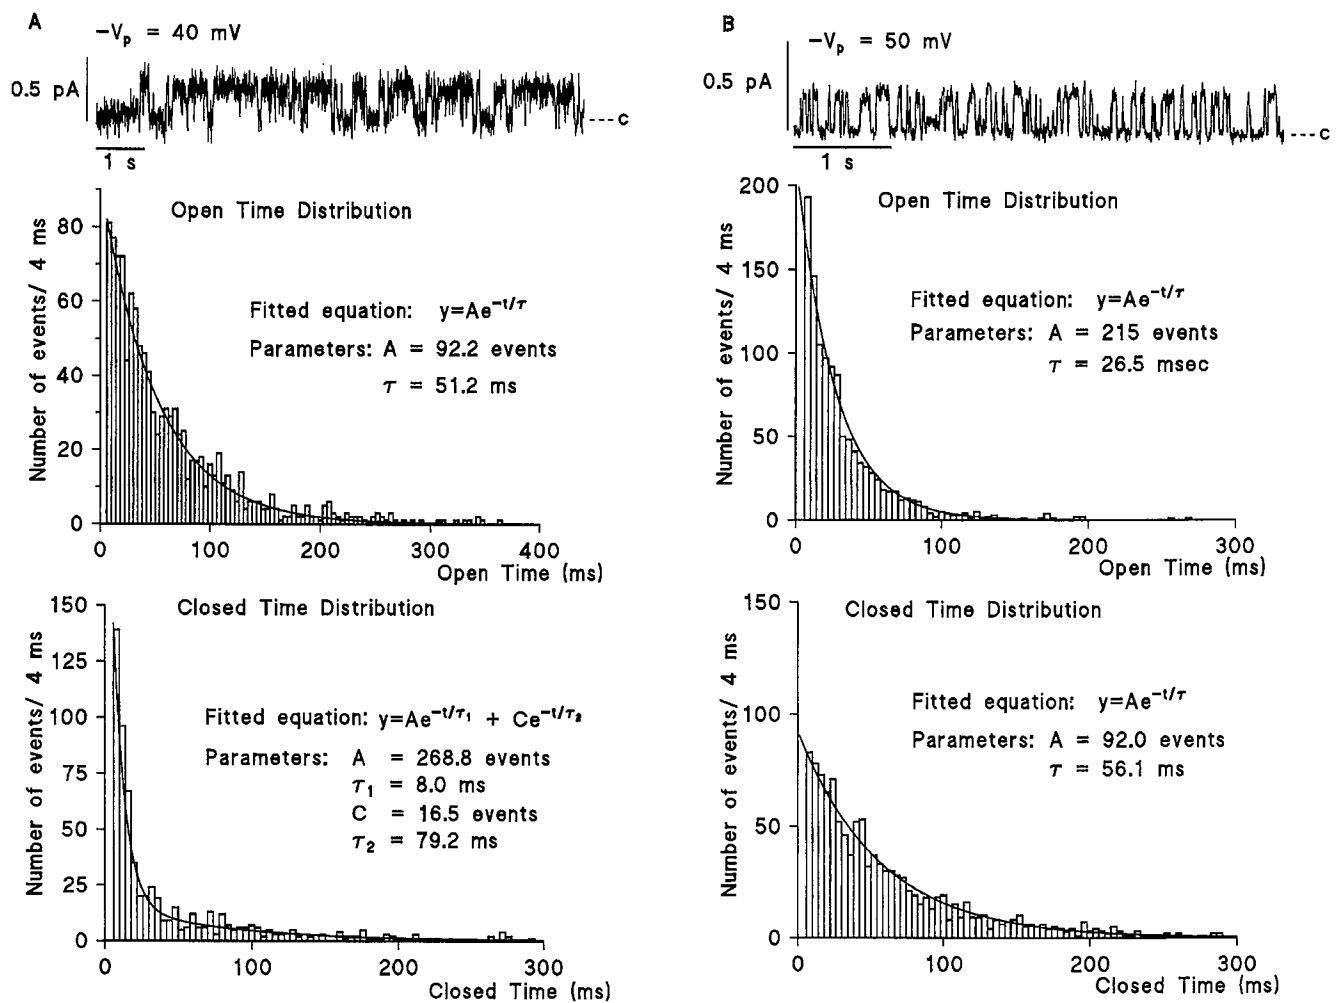 A
−Vp = 40 mV
0.5 pA
c
1 s
Open Time Distribution
Number of events/ 4 ms
80
60
40
20
0
Fitted equation: y=Ae−t/τ
Parameters: A = 92.2 events
τ = 51.2 ms
0 100 200 300 400
Open Time (ms)
Closed Time Distribution
Number of events/ 4 ms
150
125
100
75
50
25
0
Fitted equation: y=Ae−t/τ1 + Ce−t/τ2
Parameters: A = 268.8 events
τ1 = 8.0 ms
C = 16.5 events
τ2 = 79.2 ms
0 100 200 300
Closed Time (ms)
B
−Vp = 50 mV
0.5 pA
c
1 s
Open Time Distribution
Number of events/ 4 ms
200
150
100
50
0
Fitted equation: y=Ae−t/τ
Parameters: A = 215 events
τ = 26.5 msec
0 100 200 300
Open Time (ms)
Closed Time Distribution
Number of events/ 4 ms
150
100
50
0
Fitted equation: y=Ae−t/τ
Parameters: A = 92.0 events
τ = 56.1 ms
0 100 200 300
Closed Time (ms)